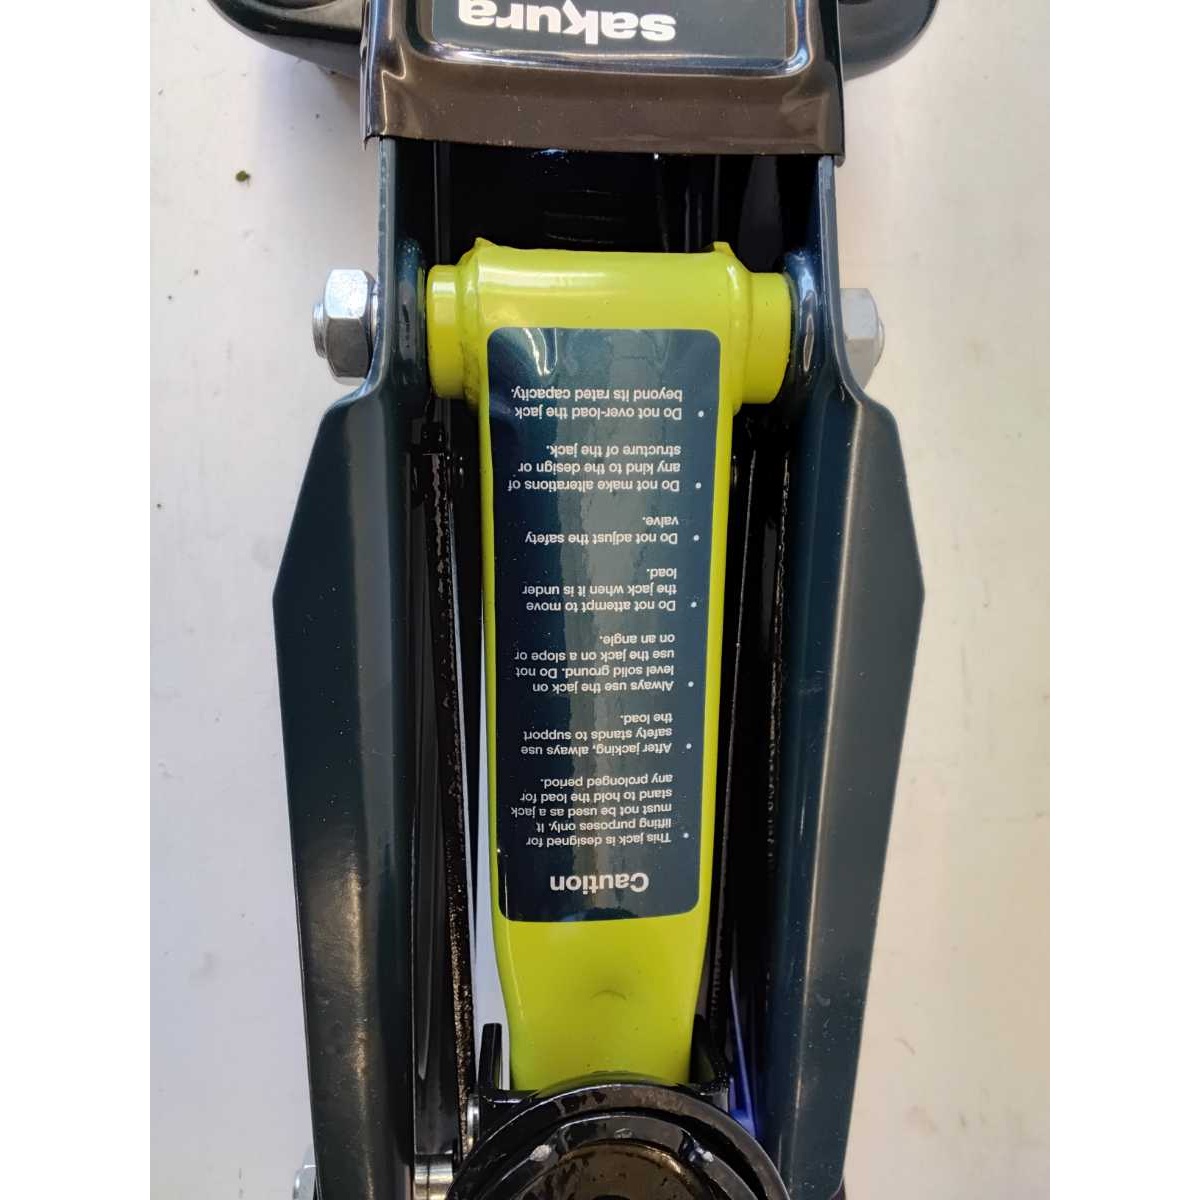 Caution
• This jack is designed for
lifting purposes only. It
must not be used as a jack
stand to hold the load for
any prolonged period.
• After jacking, always use
safety stands to support
the load.
• Always use the jack on
level solid ground. Do not
use the jack on a slope or
on an angle.
• Do not attempt to move
the jack when it is under
load.
• Do not adjust the safety
valve.
• Do not make alterations of
any kind to the design or
structure of the jack.
• Do not over-load the jack
beyond its rated capacity.
sakura